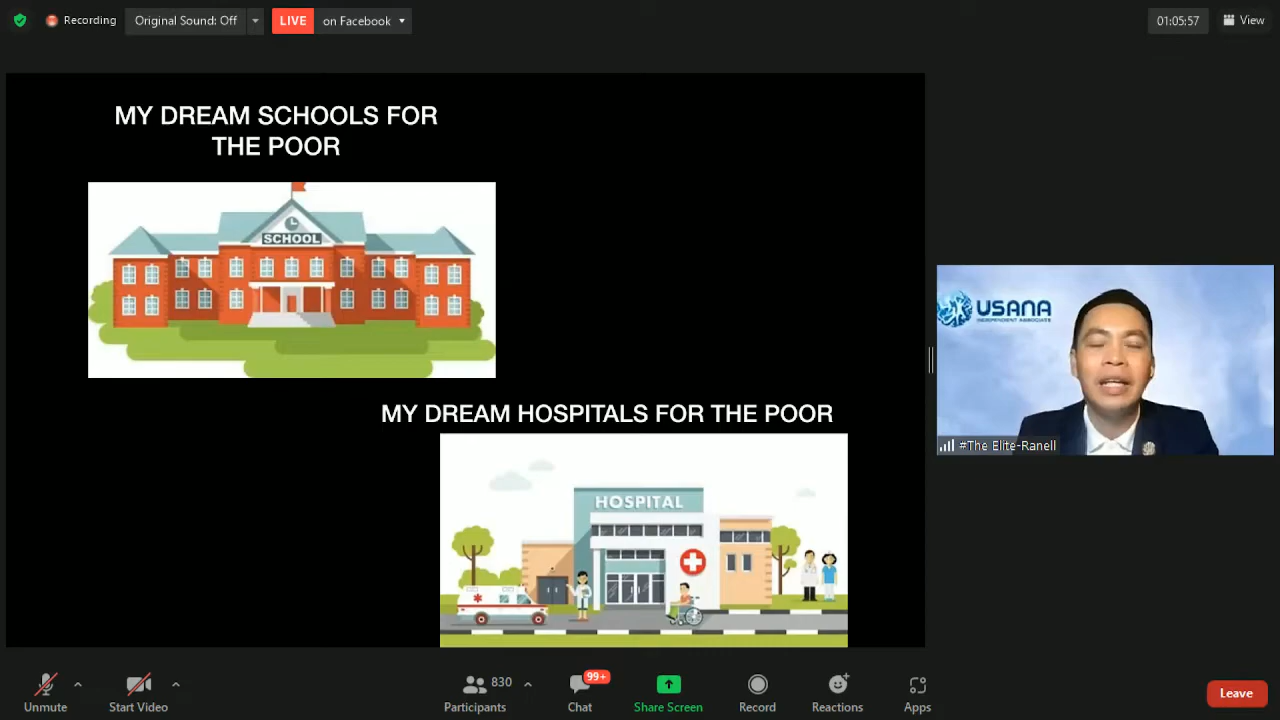 Recording
Original Sound: Off
LIVE on Facebook
01:05:57
View
MY DREAM SCHOOLS FOR
THE POOR
SCHOOL
MY DREAM HOSPITALS FOR THE POOR
HOSPITAL
USANA
INDEPENDENT ASSOCIATE
#The Elite-Ranell
Unmute
Start Video
830
Participants
99+
Chat
Share Screen
Record
Reactions
Apps
Leave